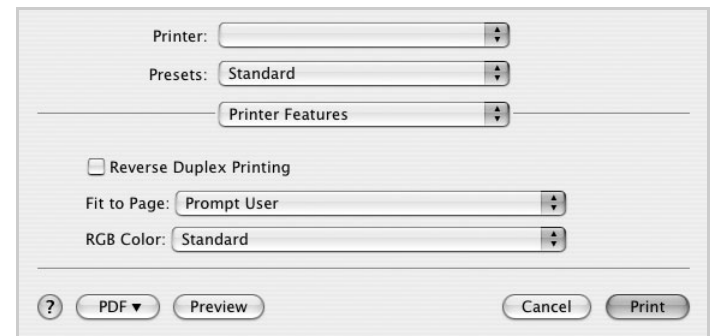 Printer:
Presets: Standard
Printer Features
Reverse Duplex Printing
Fit to Page: Prompt User
RGB Color: Standard
? PDF▼ Preview Cancel Print